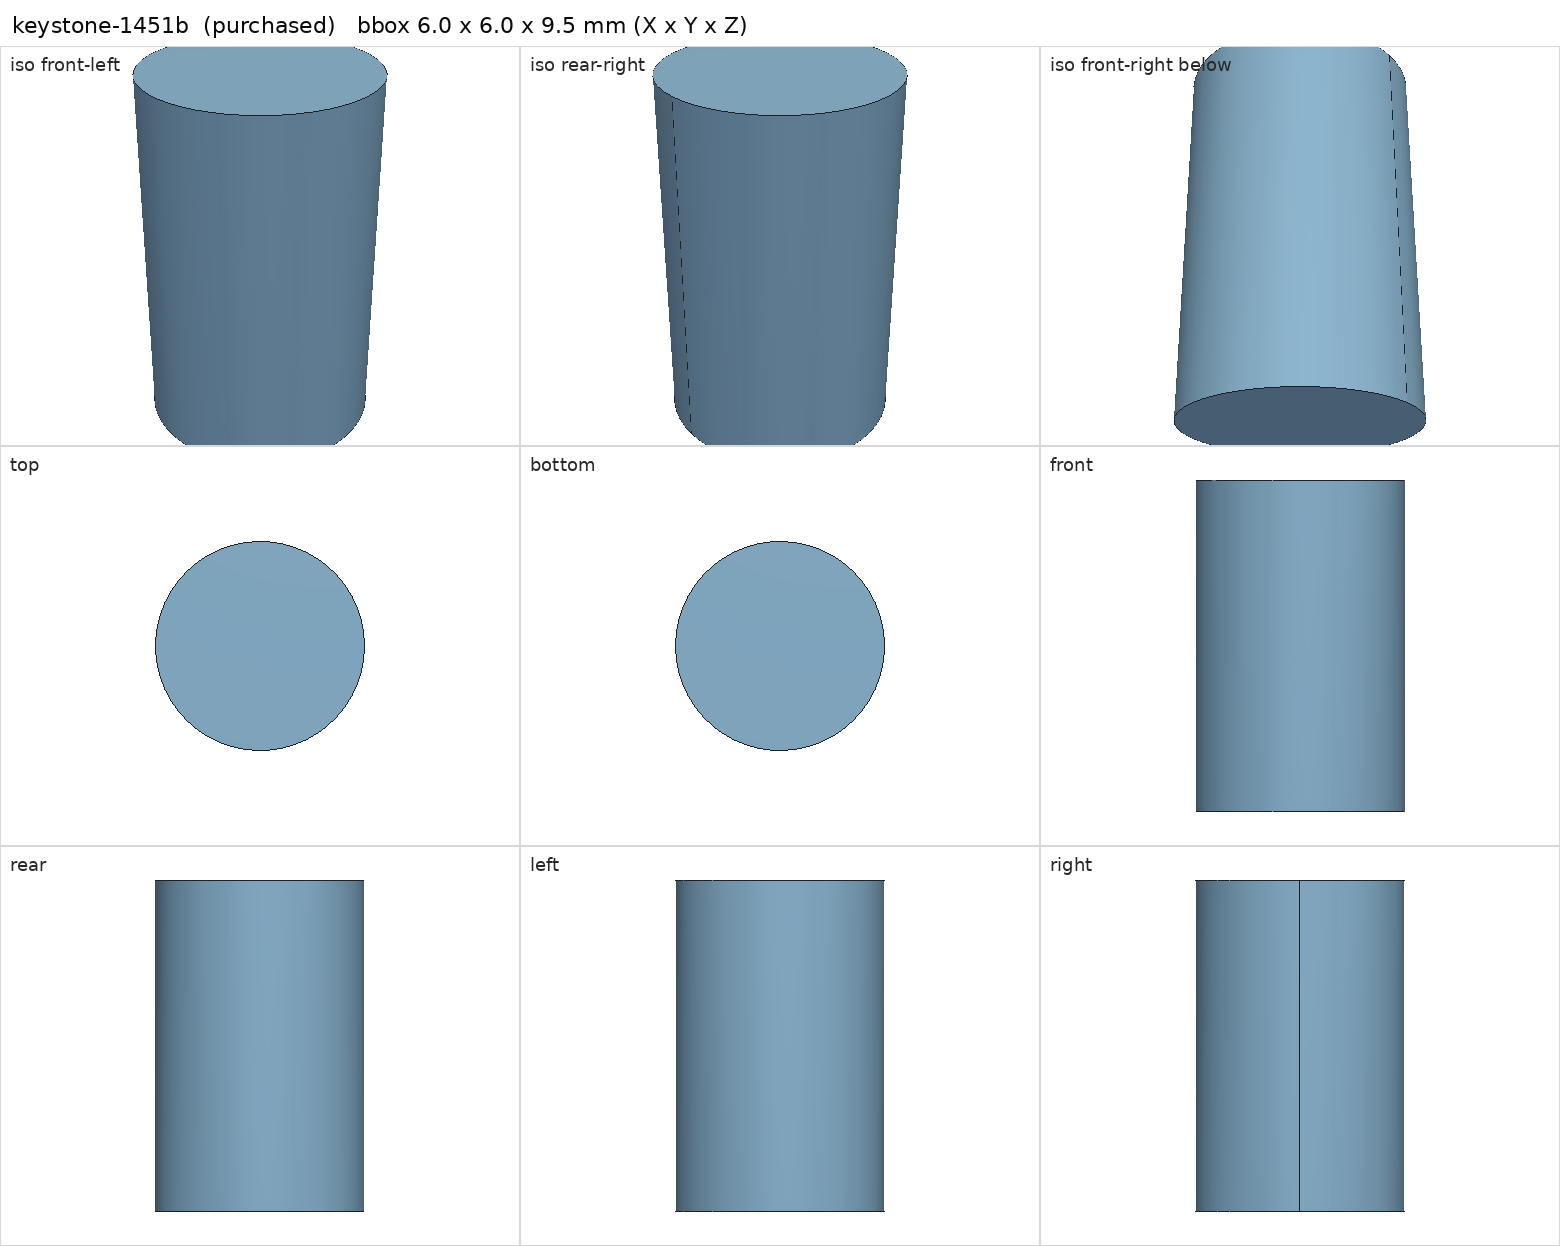 keystone-1451b  (purchased)   bbox 6.0 x 6.0 x 9.5 mm (X x Y x Z)
iso front-left
iso rear-right
iso front-right below
top
bottom
front
rear
left
right